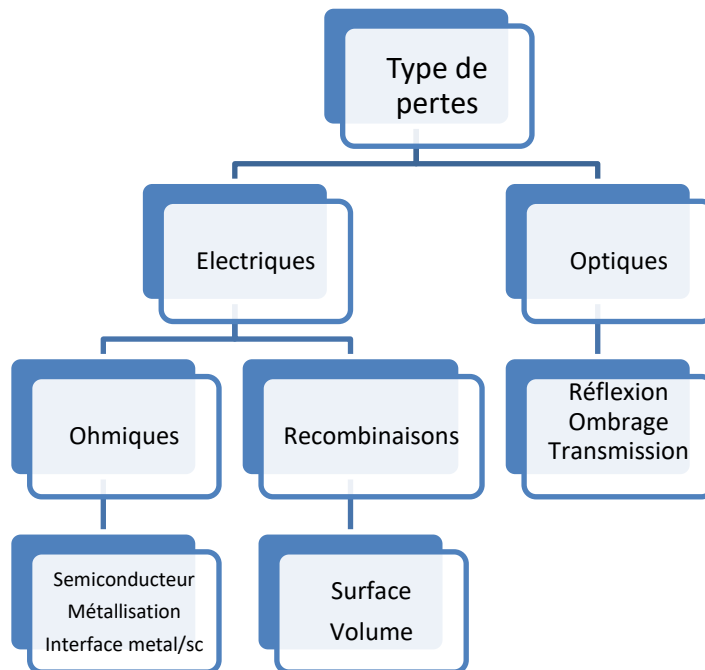 Type de
pertes
Electriques
Optiques
Ohmiques
Recombinaisons
Réflexion
Ombrage
Transmission
Semiconducteur
Métallisation
Interface metal/sc
Surface
Volume